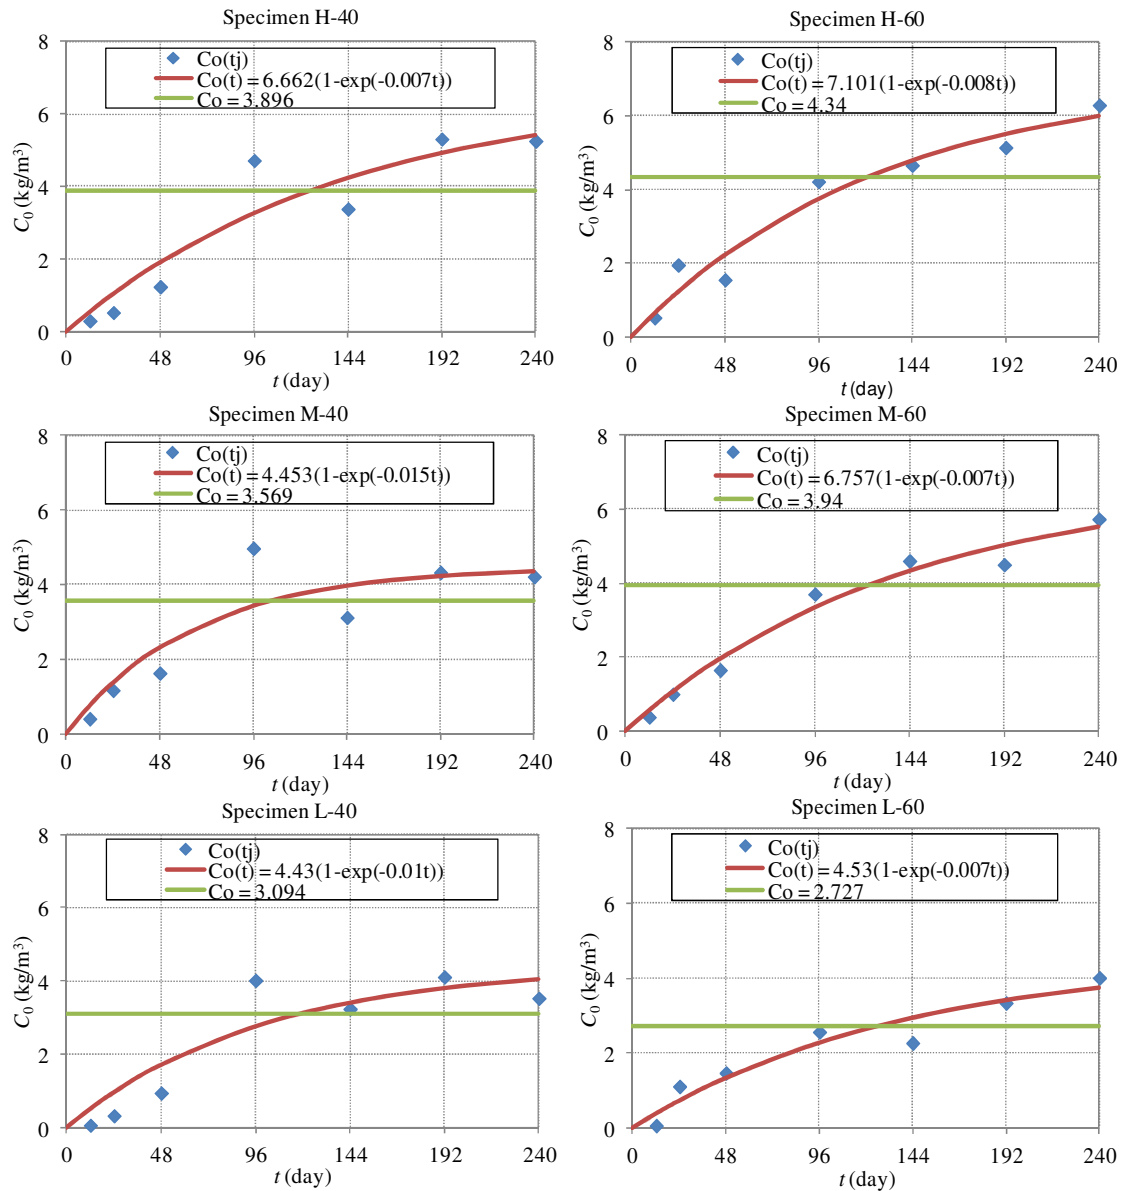 Specimen H-40
Co(tj)
Co(t) = 6.662(1-exp(-0.007t))
Co = 3.896
8
6
4
2
0
C0 (kg/m³)
0 48 96 144 192 240
t (day)
Specimen H-60
Co(tj)
Co(t) = 7.101(1-exp(-0.008t))
Co = 4.34
8
6
4
2
0
C0 (kg/m³)
0 48 96 144 192 240
t (day)
Specimen M-40
Co(tj)
Co(t) = 4.453(1-exp(-0.015t))
Co = 3.569
8
6
4
2
0
C0 (kg/m³)
0 48 96 144 192 240
t (day)
Specimen M-60
Co(tj)
Co(t) = 6.757(1-exp(-0.007t))
Co = 3.94
8
6
4
2
0
C0 (kg/m³)
0 48 96 144 192 240
t (day)
Specimen L-40
Co(tj)
Co(t) = 4.43(1-exp(-0.01t))
Co = 3.094
8
6
4
2
0
C0 (kg/m³)
0 48 96 144 192 240
t (day)
Specimen L-60
Co(tj)
Co(t) = 4.53(1-exp(-0.007t))
Co = 2.727
8
6
4
2
0
C0 (kg/m³)
0 48 96 144 192 240
t (day)